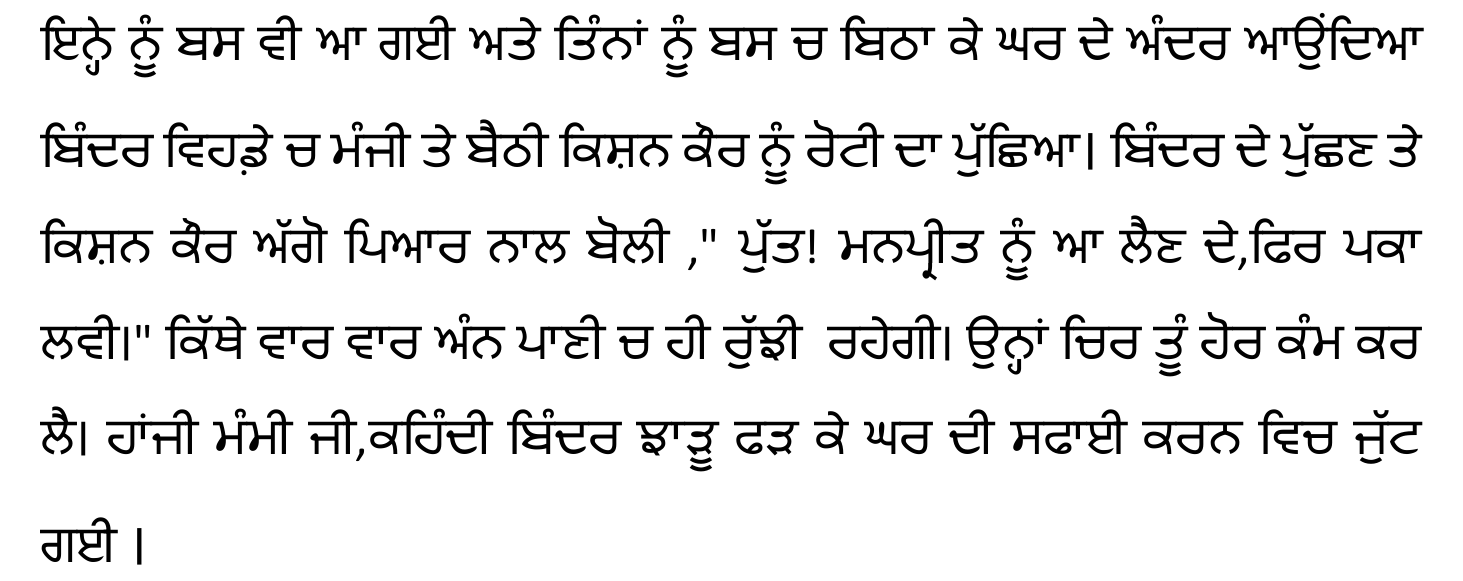 ਇਨ੍ਹੇ ਨੂੰ ਬਸ ਵੀ ਆ ਗਈ ਅਤੇ ਤਿੰਨਾਂ ਨੂੰ ਬਸ ਚ ਬਿਠਾ ਕੇ ਘਰ ਦੇ ਅੰਦਰ ਆਉਂਦਿਆ
ਬਿੰਦਰ ਵਿਹੜ੍ਹੇ ਚ ਮੰਜੀ ਤੇ ਬੈਠੀ ਕਿਸ਼ਨ ਕੌਰ ਨੂੰ ਰੋਟੀ ਦਾ ਪੁੱਛਿਆ। ਬਿੰਦਰ ਦੇ ਪੁੱਛਣ ਤੇ
ਕਿਸ਼ਨ ਕੌਰ ਅੱਗੋ ਪਿਆਰ ਨਾਲ ਬੋਲੀ ," ਪੁੱਤ! ਮਨਪ੍ਰੀਤ ਨੂੰ ਆ ਲੈਣ ਦੇ,ਫਿਰ ਪਕਾ
ਲਵੀ।" ਕਿੱਥੇ ਵਾਰ ਵਾਰ ਅੰਨ ਪਾਣੀ ਚ ਹੀ ਰੁੱਝੀ  ਰਹੇਗੀ। ਉਨ੍ਹਾਂ ਚਿਰ ਤੂੰ ਹੋਰ ਕੰਮ ਕਰ
ਲੈ। ਹਾਂਜੀ ਮੰਮੀ ਜੀ,ਕਹਿੰਦੀ ਬਿੰਦਰ ਝਾੜੂ ਫੜ ਕੇ ਘਰ ਦੀ ਸਫਾਈ ਕਰਨ ਵਿਚ ਜੁੱਟ
ਗਈ ।